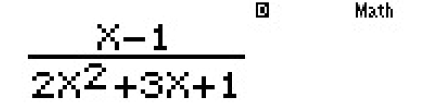 D Math
X-1
2X²+3X+1